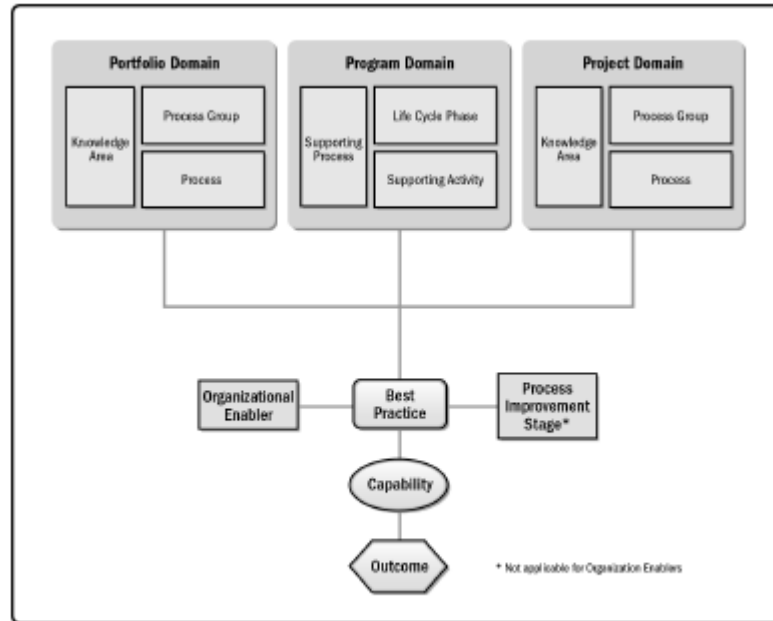 Portfolio Domain
Knowledge
Area
Process Group
Process
Program Domain
Supporting
Process
Life Cycle Phase
Supporting Activity
Project Domain
Knowledge
Area
Process Group
Process
Organizational
Enabler
Best
Practice
Process
Improvement
Stage*
Capability
Outcome
* Not applicable for Organization Enablers